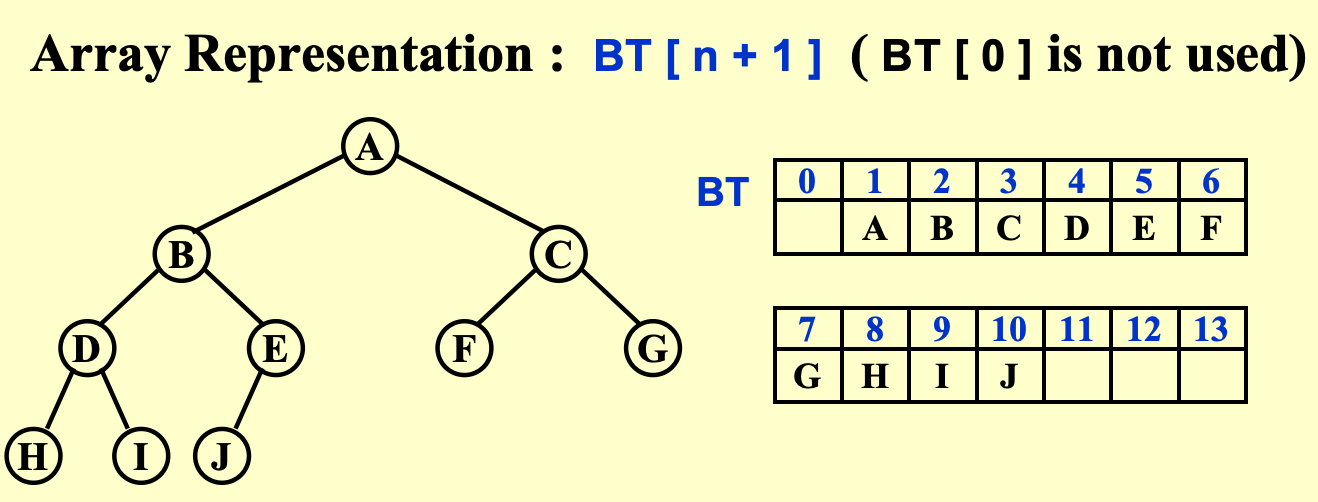 Array Representation : BT [ n + 1 ] ( BT [ 0 ] is not used)
A
B C
D E F G
H I J
BT
0 1 2 3 4 5 6
A B C D E F
7 8 9 10 11 12 13
G H I J